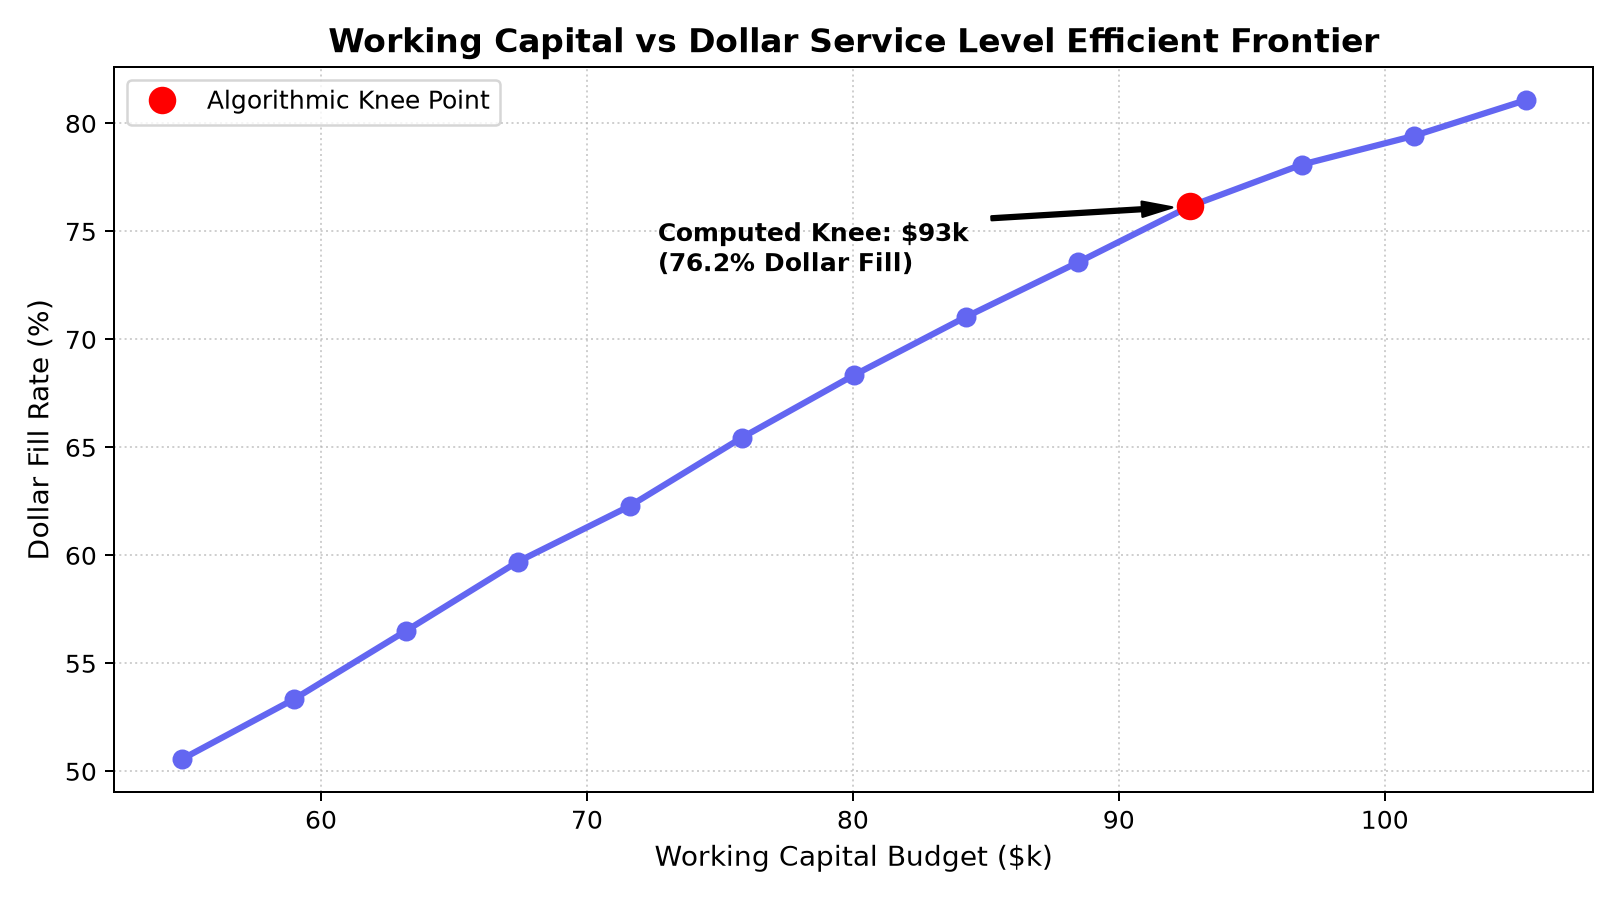 Working Capital vs Dollar Service Level Efficient Frontier
Algorithmic Knee Point
Computed Knee: $93k
(76.2% Dollar Fill)
Dollar Fill Rate (%)
80
75
70
65
60
55
50
60
70
80
90
100
Working Capital Budget ($k)